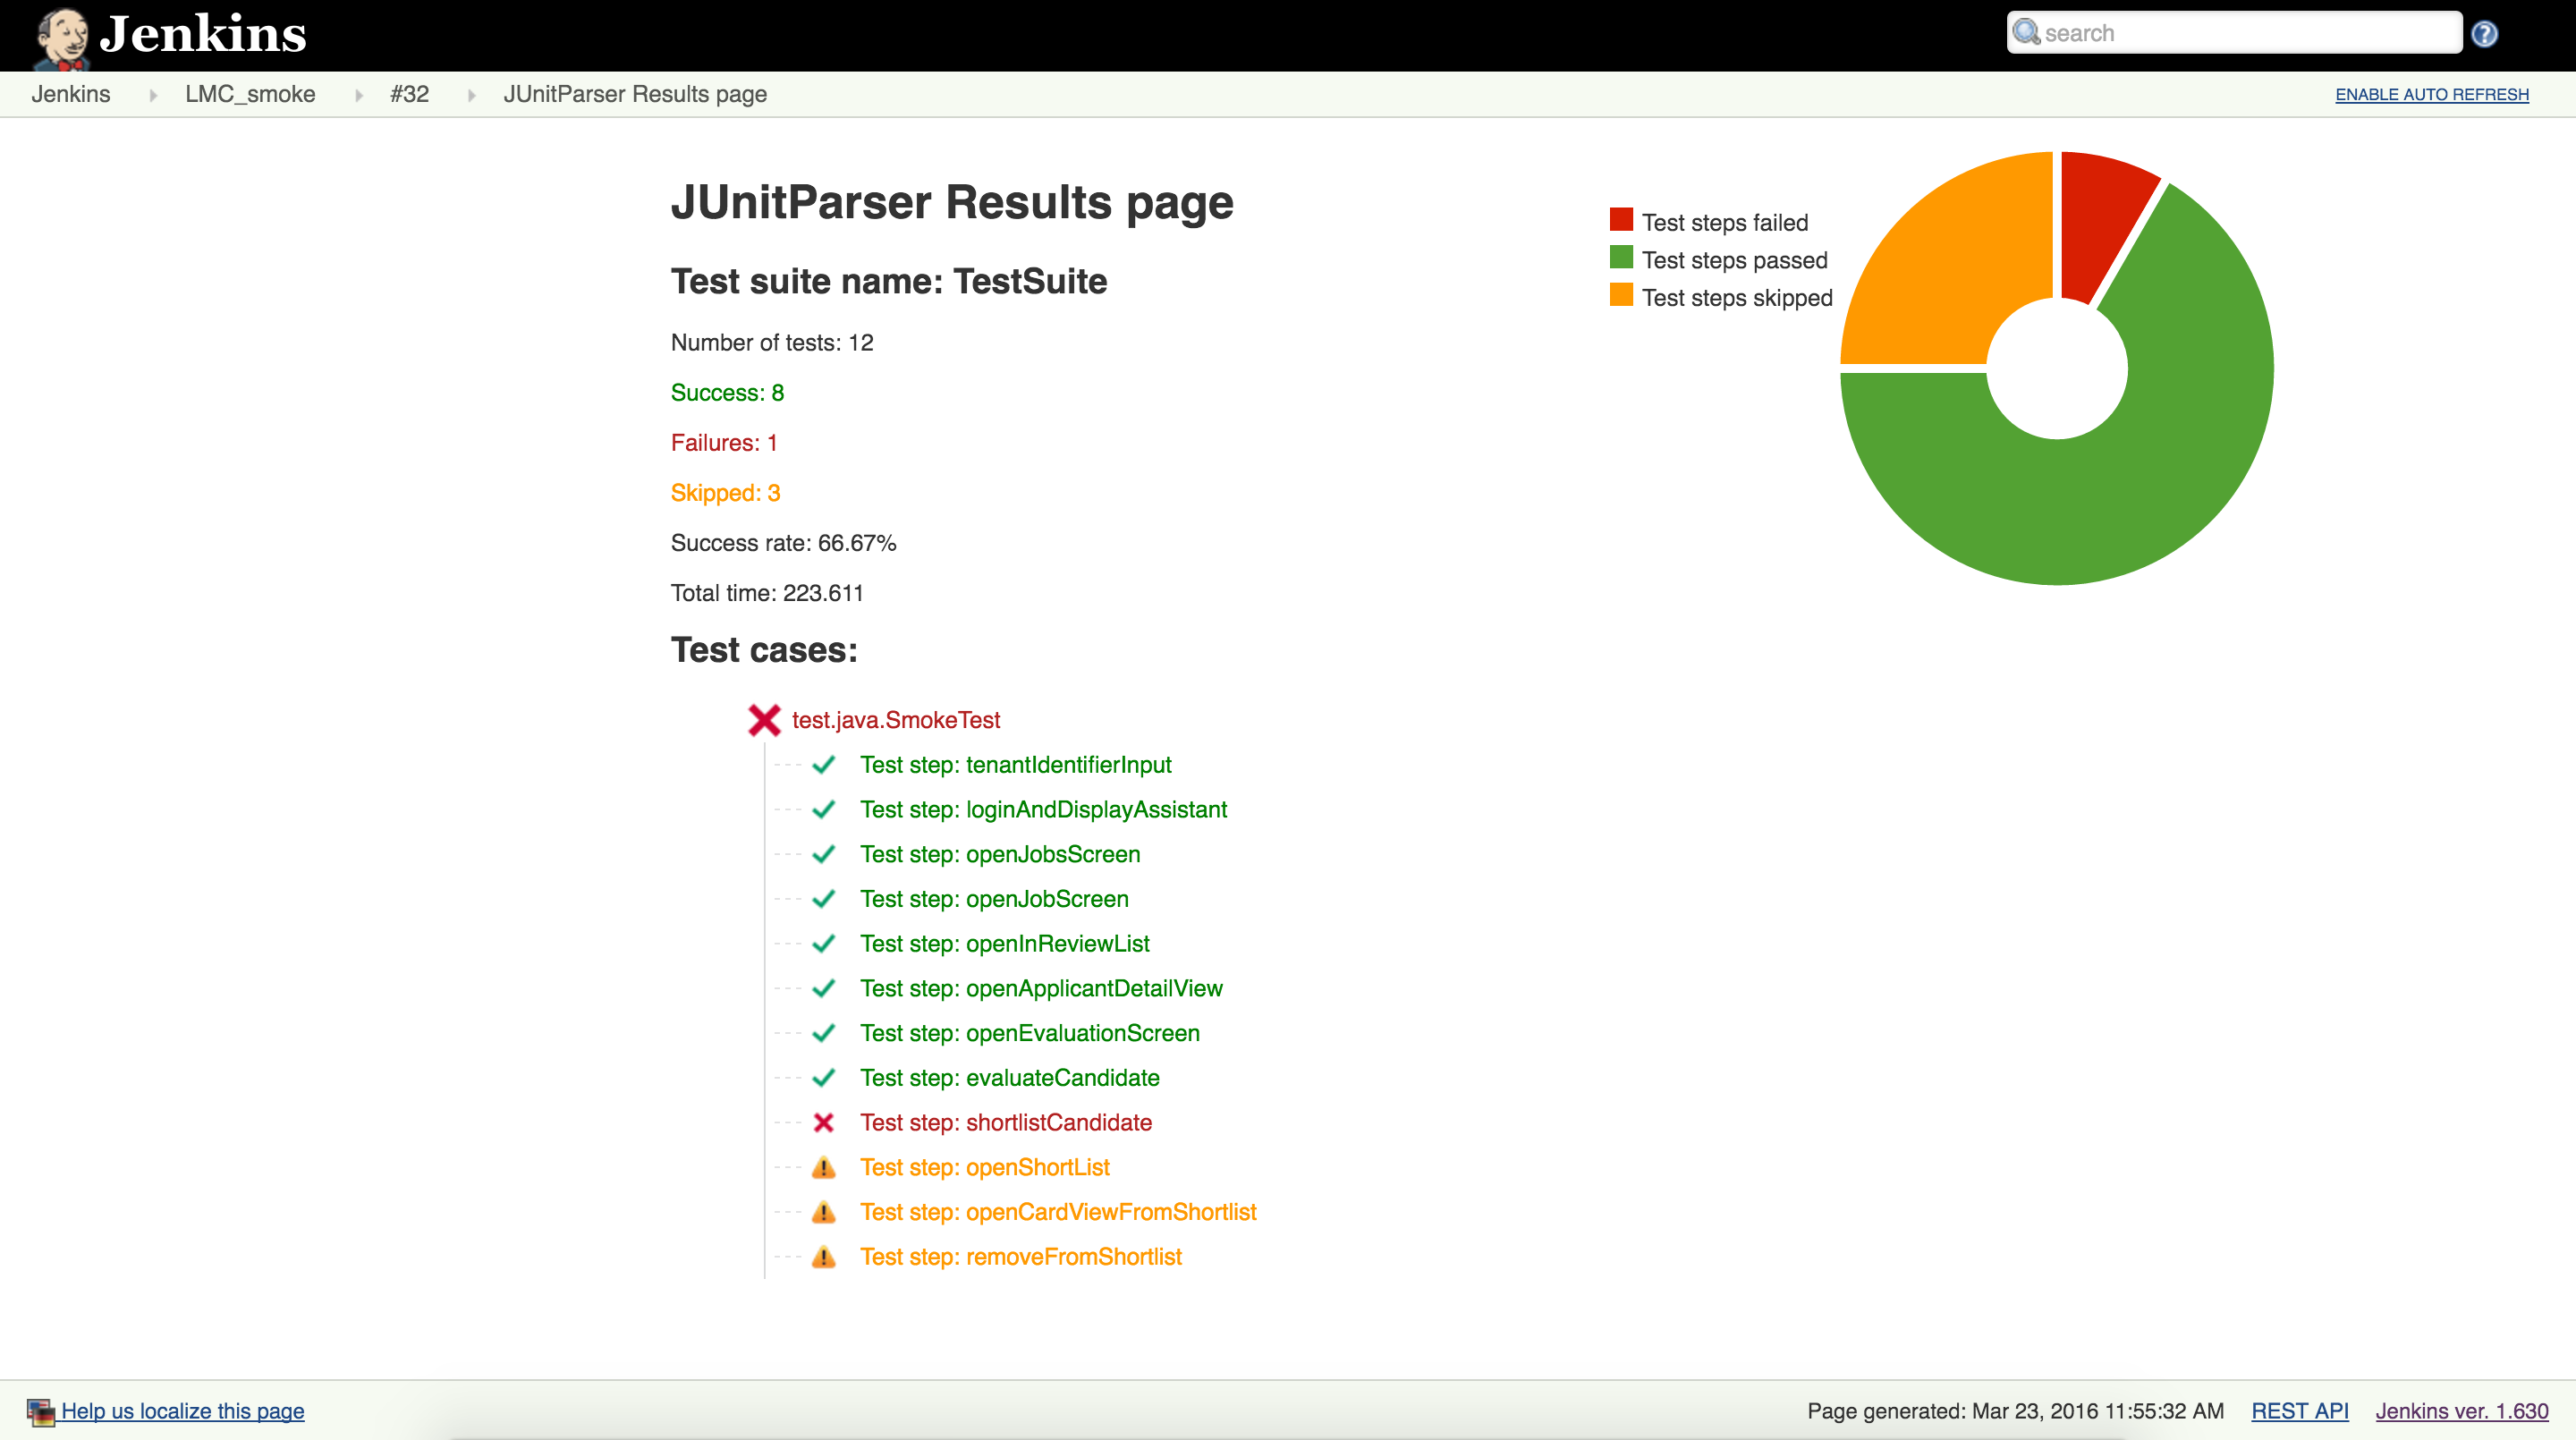 Jenkins
search
Jenkins LMC_smoke #32 JUnitParser Results page
ENABLE AUTO REFRESH
JUnitParser Results page
Test suite name: TestSuite
Number of tests: 12
Success: 8
Failures: 1
Skipped: 3
Success rate: 66.67%
Total time: 223.611
Test steps failed
Test steps passed
Test steps skipped
Test cases:
test.java.SmokeTest
Test step: tenantIdentifierInput
Test step: loginAndDisplayAssistant
Test step: openJobsScreen
Test step: openJobScreen
Test step: openInReviewList
Test step: openApplicantDetailView
Test step: openEvaluationScreen
Test step: evaluateCandidate
Test step: shortlistCandidate
Test step: openShortList
Test step: openCardViewFromShortlist
Test step: removeFromShortlist
Help us localize this page
Page generated: Mar 23, 2016 11:55:32 AM REST API Jenkins ver. 1.630